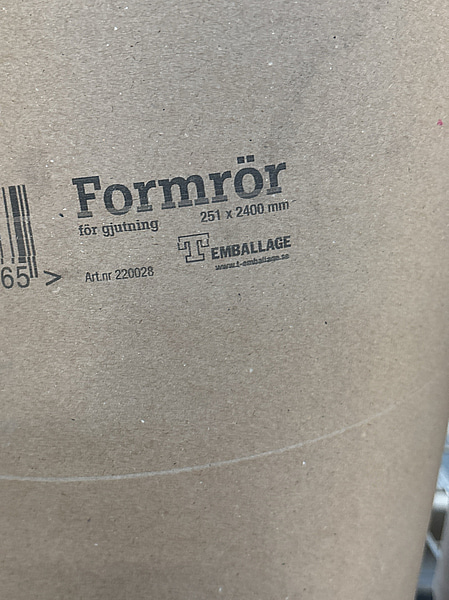 Formrör
251 x 2400 mm
för gjutning
T EMBALLAGE
www.t-emballage.se
65 >
Art.nr 220028